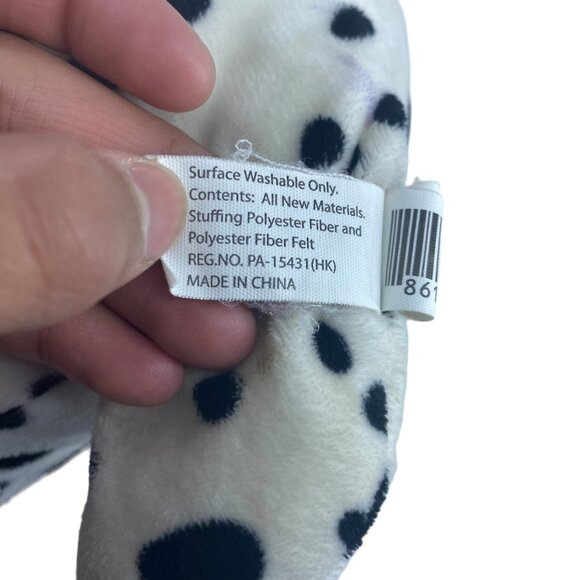 Surface Washable Only.
Contents: All New Materials.
Stuffing Polyester Fiber and
Polyester Fiber Felt
REG.NO. PA-15431(HK)
MADE IN CHINA
861